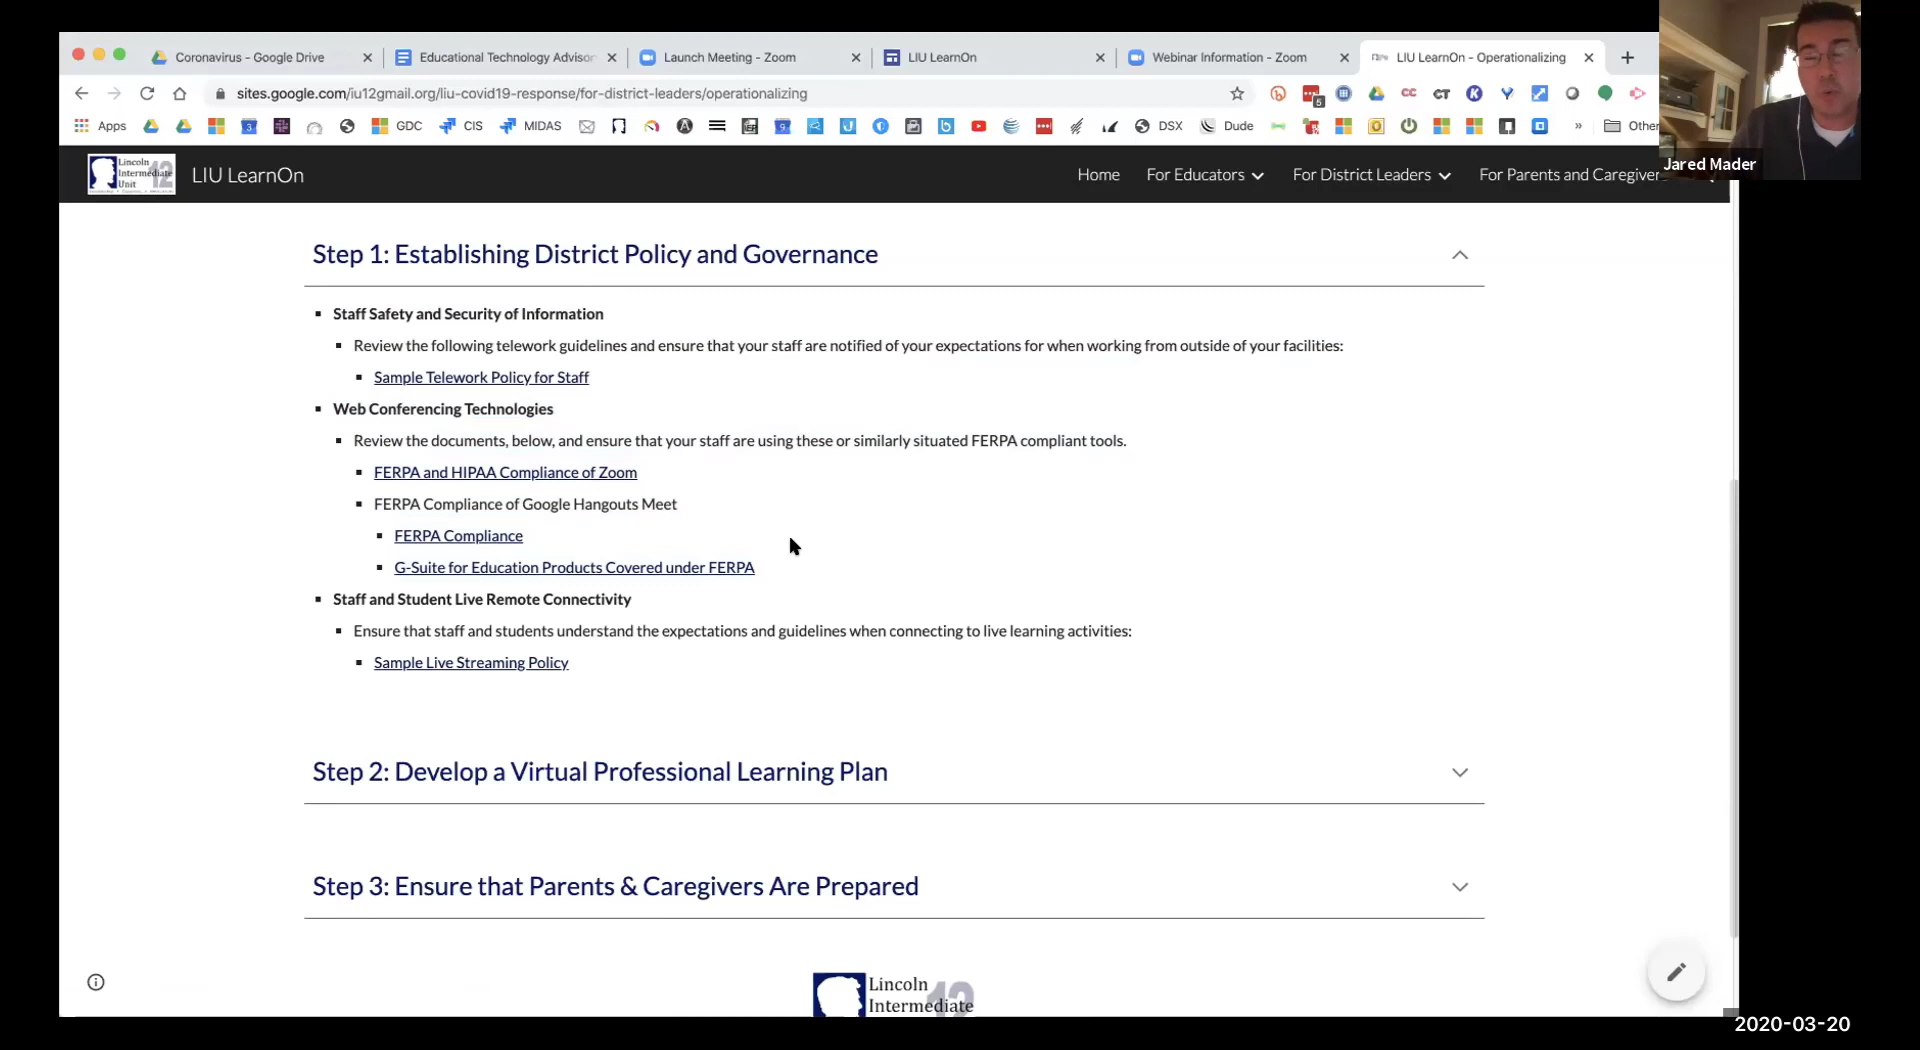 Coronavirus - Google Drive
Educational Technology Advisor
Launch Meeting - Zoom
LIU LearnOn
Webinar Information - Zoom
LIU LearnOn - Operationalizing
sites.google.com/iu12gmail.org/liu-covid19-response/for-district-leaders/operationalizing
Apps
GDC
CIS
MIDAS
DSX
Dude
Other
Jared Mader
Lincoln
Intermediate
Unit
12
LIU LearnOn
Home
For Educators
For District Leaders
For Parents and Caregiver
Step 1: Establishing District Policy and Governance
Staff Safety and Security of Information
Review the following telework guidelines and ensure that your staff are notified of your expectations for when working from outside of your facilities:
Sample Telework Policy for Staff
Web Conferencing Technologies
Review the documents, below, and ensure that your staff are using these or similarly situated FERPA compliant tools.
FERPA and HIPAA Compliance of Zoom
FERPA Compliance of Google Hangouts Meet
FERPA Compliance
G-Suite for Education Products Covered under FERPA
Staff and Student Live Remote Connectivity
Ensure that staff and students understand the expectations and guidelines when connecting to live learning activities:
Sample Live Streaming Policy
Step 2: Develop a Virtual Professional Learning Plan
Step 3: Ensure that Parents & Caregivers Are Prepared
Lincoln
Intermediate
12
2020-03-20